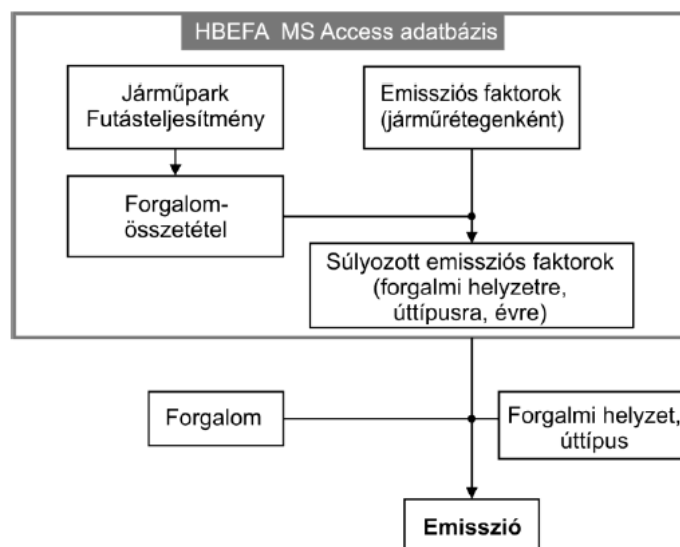 HBEFA MS Access adatbázis
Járműpark
Futásteljesítmény
Emissziós faktorok
(járműrétegenként)
Forgalom-
összetétel
Súlyozott emissziós faktorok
(forgalmi helyzetre,
úttípusra, évre)
Forgalom
Forgalmi helyzet,
úttípus
Emisszió